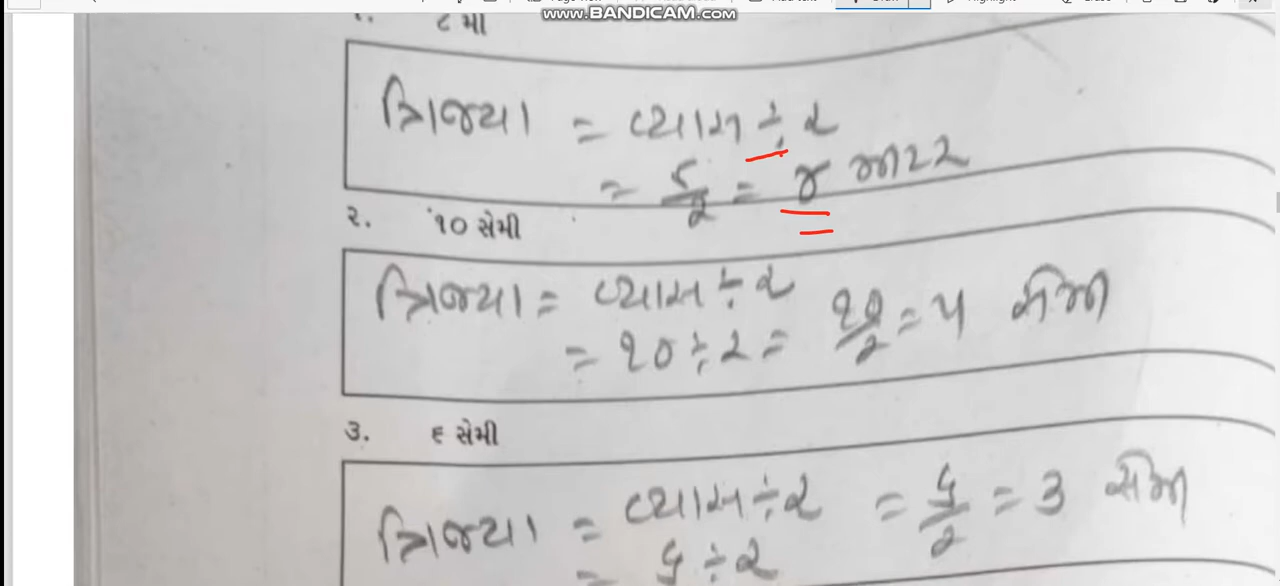 www.BANDICAM.com
૧. ૮ મી
ત્રિજ્યા = વ્યાસ ÷ ૨
= ૮/૨ = ૪ મીટર
૨. ૧૦ સેમી
ત્રિજ્યા = વ્યાસ ÷ ૨
= ૧૦ ÷ ૨ = ૧૦/૨ = ૫ સેમી
૩. ૬ સેમી
ત્રિજ્યા = વ્યાસ ÷ ૨ = ૬/૨ = ૩ સેમી
= ૬ ÷ ૨